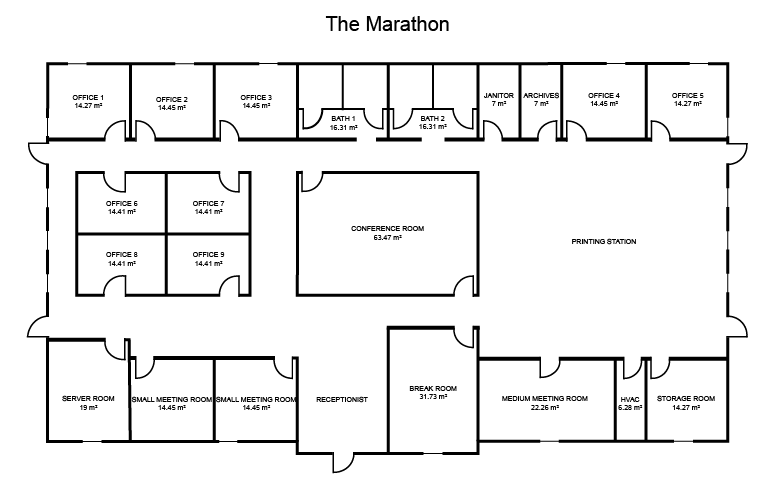 The Marathon
OFFICE 1
14.27 m²
OFFICE 2
14.45 m²
OFFICE 3
14.45 m²
BATH 1
16.31 m²
BATH 2
16.31 m²
JANITOR
7 m²
ARCHIVES
7 m²
OFFICE 4
14.45 m²
OFFICE 5
14.27 m²
OFFICE 6
14.41 m²
OFFICE 7
14.41 m²
OFFICE 8
14.41 m²
OFFICE 9
14.41 m²
CONFERENCE ROOM
63.47 m²
PRINTING STATION
SERVER ROOM
19 m²
SMALL MEETING ROOM
14.45 m²
SMALL MEETING ROOM
14.45 m²
RECEPTIONIST
BREAK ROOM
31.73 m²
MEDIUM MEETING ROOM
22.26 m²
HVAC
6.28 m²
STORAGE ROOM
14.27 m²